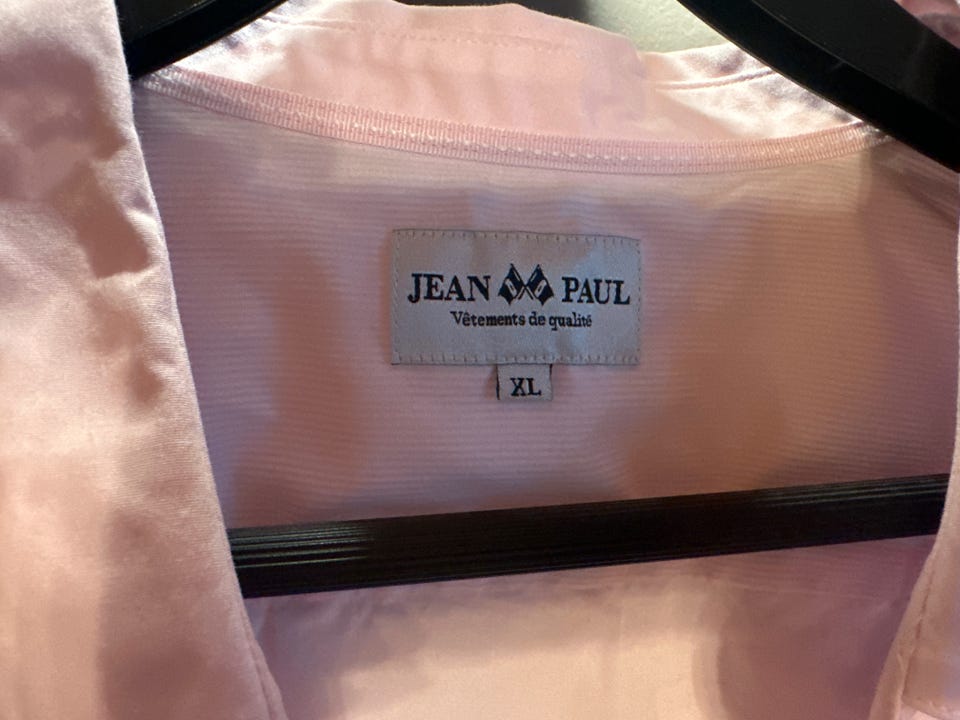 JEAN PAUL
Vêtements de qualité
XL